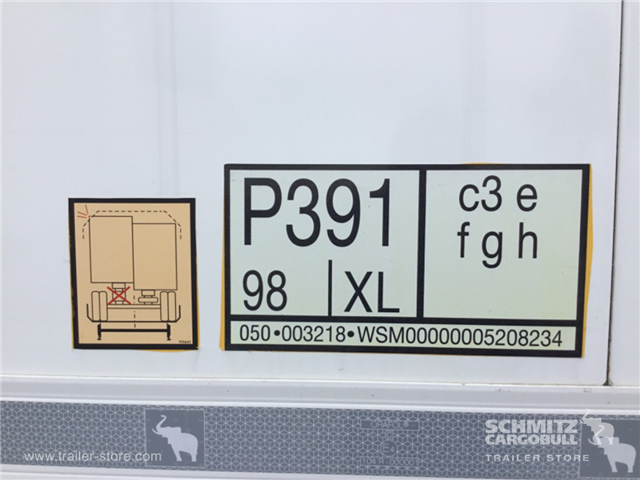 P391
c3 e
f g h
98 XL
050•003218•WSM00000005208234
www.trailer-store.com
SCHMITZ
CARGOBULL
TRAILER STORE